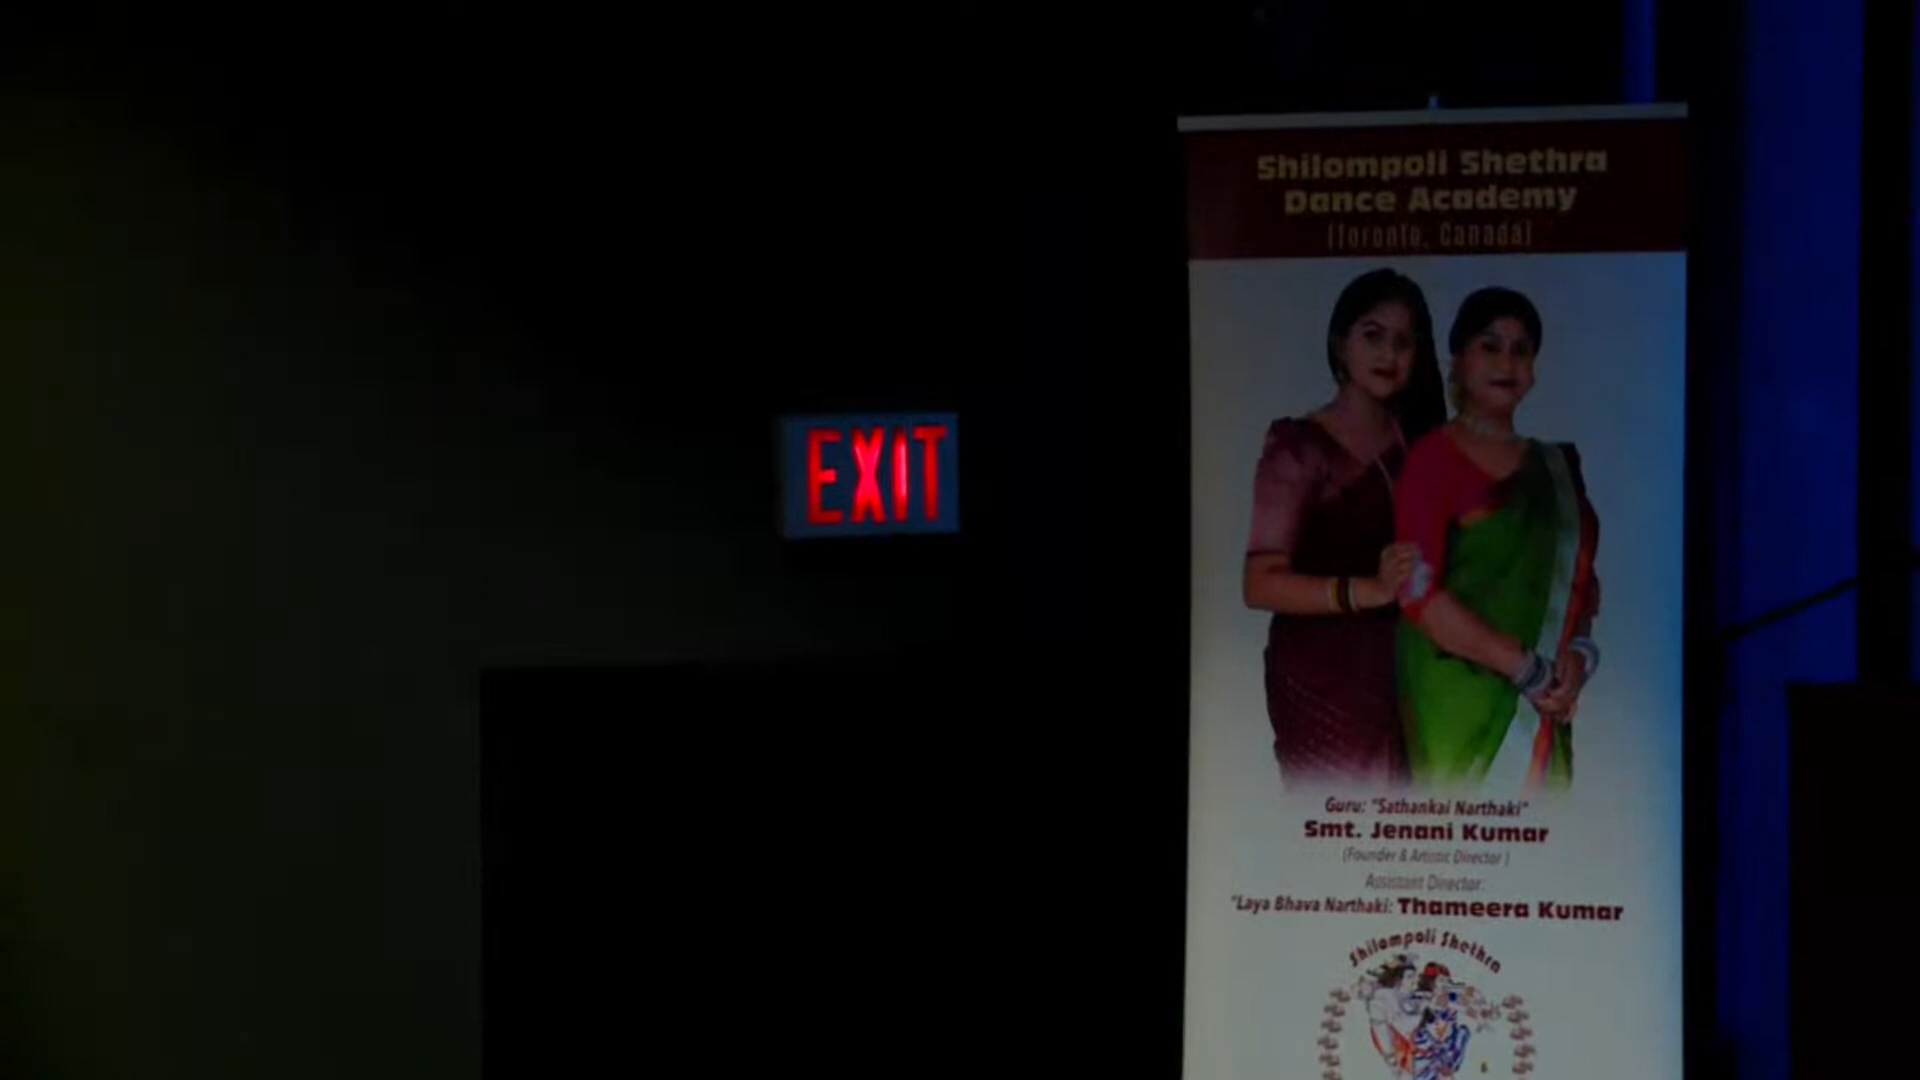 EXIT
Shilompoli Shethra
Dance Academy
(Toronto, Canada)
Guru: "Sathankai Narthaki"
Smt. Jenani Kumar
(Founder & Artistic Director )
Assistant Director:
"Laya Bhava Narthaki: Thameera Kumar
Shilampoli Shethra